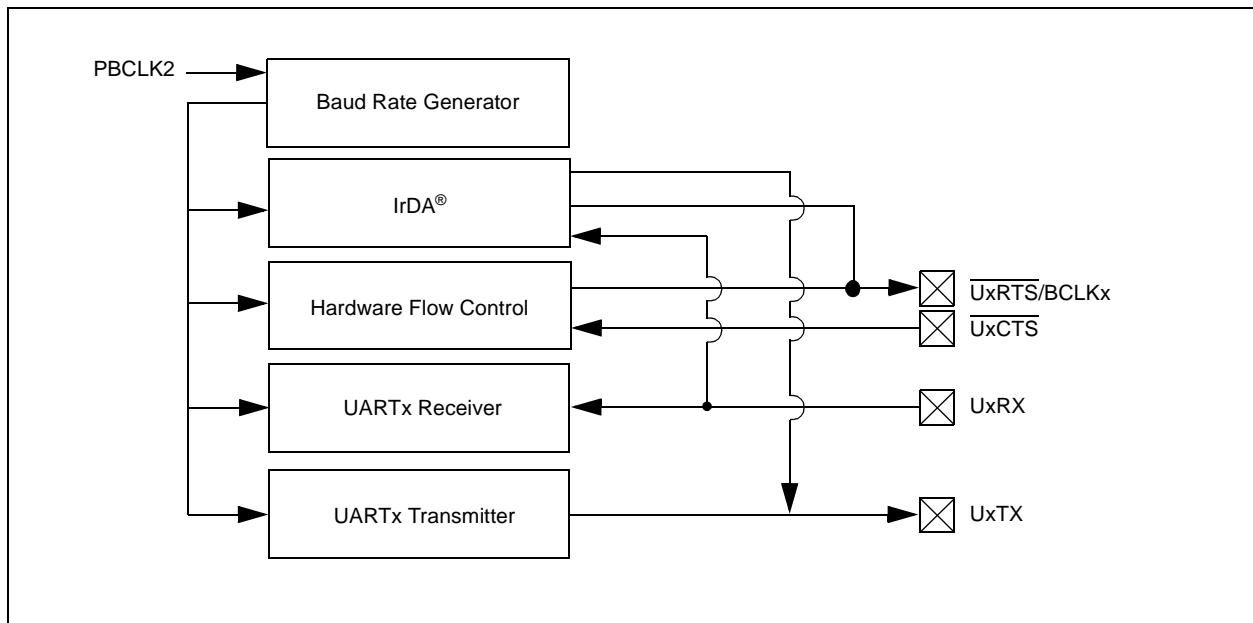 PBCLK2
Baud Rate Generator
IrDA®
Hardware Flow Control
UxRTS/BCLKx
UxCTS
UARTx Receiver
UxRX
UARTx Transmitter
UxTX